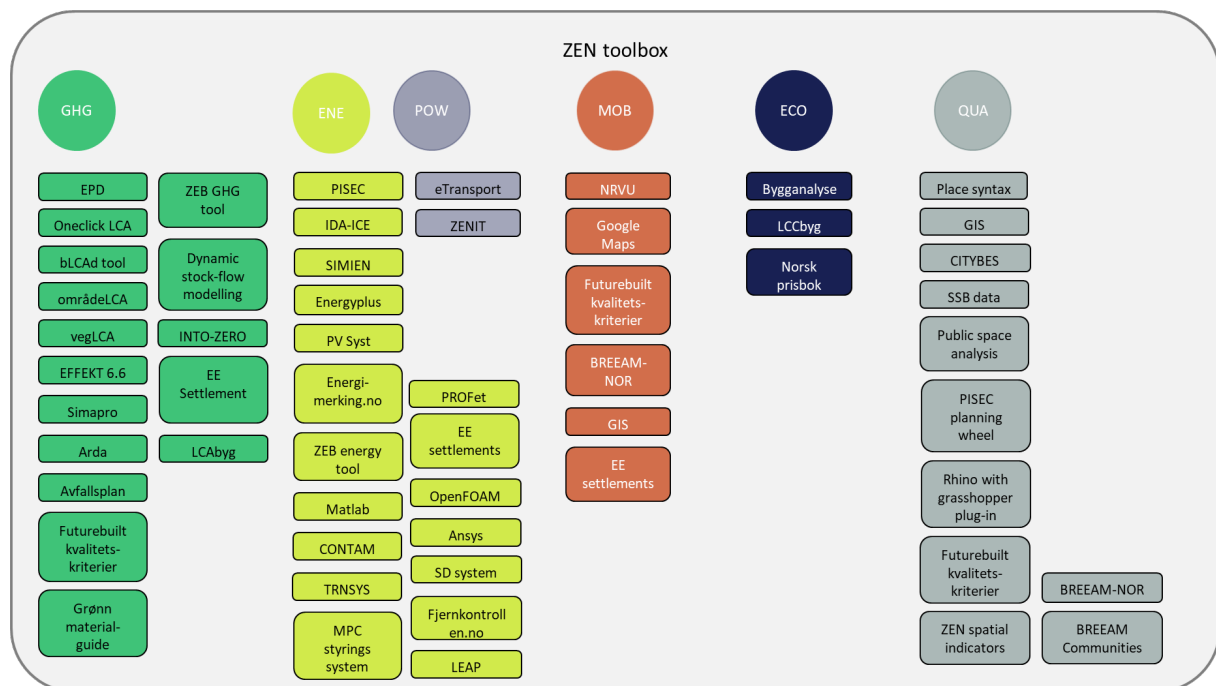 ZEN toolbox
GHG
ENE
POW
MOB
ECO
QUA
EPD
Oneclick LCA
bLCAd tool
områdeLCA
vegLCA
EFFEKT 6.6
Simapro
Arda
Avfallsplan
Futurebuilt
kvalitets-
kriterier
Grønn
material-
guide
ZEB GHG
tool
Dynamic
stock-flow
modelling
INTO-ZERO
EE
Settlement
LCAbyg
PISEC
IDA-ICE
SIMIEN
Energyplus
PV Syst
Energi-
merking.no
ZEB energy
tool
Matlab
CONTAM
TRNSYS
MPC
styrings
system
eTransport
ZENIT
PROFet
EE
settlements
OpenFOAM
Ansys
SD system
Fjernkontroll
en.no
LEAP
NRVU
Google
Maps
Futurebuilt
kvalitets-
kriterier
BREEAM-
NOR
GIS
EE
settlements
Bygganalyse
LCCbyg
Norsk
prisbok
Place syntax
GIS
CITYBES
SSB data
Public space
analysis
PISEC
planning
wheel
Rhino with
grasshopper
plug-in
Futurebuilt
kvalitets-
kriterier
ZEN spatial
indicators
BREEAM-NOR
BREEAM
Communities